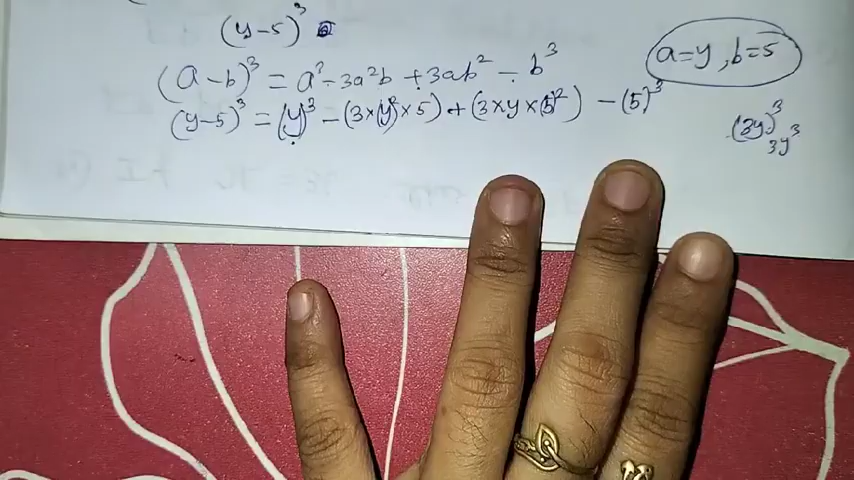 (y-5)³
(a-b)³ = a³-3a²b+3ab²-b³
a=y, b=5
(y-5)³ = (y)³-(3×(y)²×5)+(3×y×(5)²)-(5)³
(3y)³
3y³